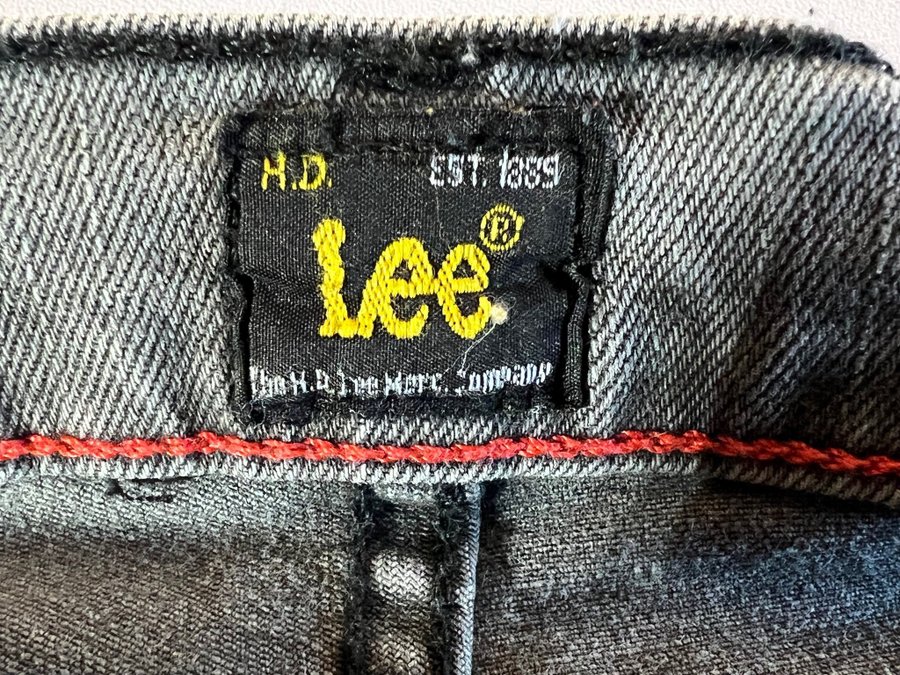 H.D. EST. 1889
Lee®
The H.D. Lee Merc. Company